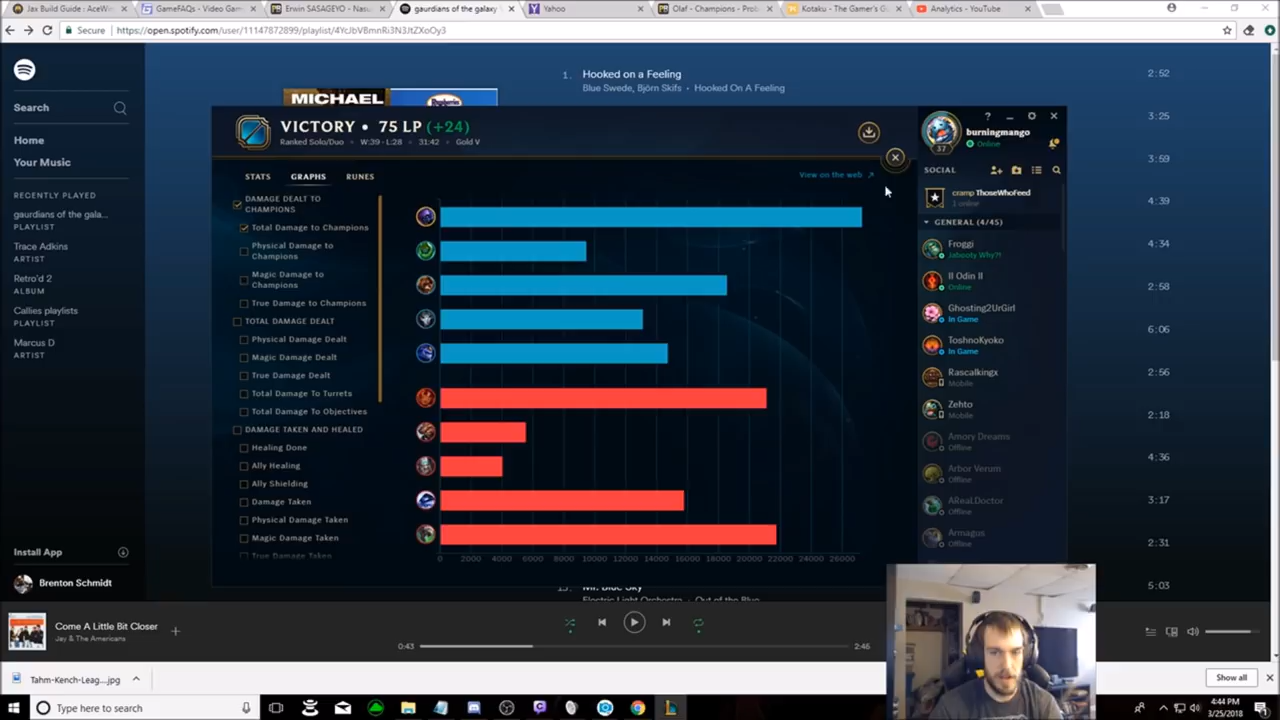 Jax Build Guide : AceWi
GameFAQs - Video Gam
Erwin SASAGEYO - Nasu
gaurdians of the galaxy
Yahoo
Olaf - Champions - Prob
Kotaku - The Gamer's Gu
Analytics - YouTube
Secure
https://open.spotify.com/user/11147872899/playlist/4YcJbVBmnRi3N3JtZXoOy3
Search
Home
Your Music
RECENTLY PLAYED
gaurdians of the gala...
PLAYLIST
Trace Adkins
ARTIST
Retro'd 2
ALBUM
Callies playlists
PLAYLIST
Marcus D
ARTIST
Install App
Brenton Schmidt
MICHAEL
1. Hooked on a Feeling
Blue Swede, Björn Skifs • Hooked On A Feeling
2:52
3:25
3:59
4:39
4:34
2:58
6:06
2:56
2:18
4:36
3:17
2:31
5:03
VICTORY • 75 LP (+24)
Ranked Solo/Duo • W:39 - L:28 • 31:42 • Gold V
STATS
GRAPHS
RUNES
View on the web
DAMAGE DEALT TO CHAMPIONS
Total Damage to Champions
Physical Damage to Champions
Magic Damage to Champions
True Damage to Champions
TOTAL DAMAGE DEALT
Physical Damage Dealt
Magic Damage Dealt
True Damage Dealt
Total Damage To Turrets
Total Damage To Objectives
DAMAGE TAKEN AND HEALED
Healing Done
Ally Healing
Ally Shielding
Damage Taken
Physical Damage Taken
Magic Damage Taken
True Damage Taken
0 2000 4000 6000 8000 10000 12000 14000 16000 18000 20000 22000 24000 26000
?
burningmango
Online
37
SOCIAL
cramp ThoseWhoFeed
1 online
GENERAL (4/45)
Froggi
Jabooty Why?!
II Odin II
Online
Ghosting2UrGirl
In Game
ToshnoKyoko
In Game
Rascalkingx
Mobile
Zehto
Mobile
Amory Dreams
Offline
Arbor Verum
Offline
AReal.Doctor
Offline
Armagus
Offline
Mr. Blue Sky
Electric Light Orchestra • Out of the Blue
Come A Little Bit Closer
Jay & The Americans
0:43
2:46
Tahm-Kench-Leag....jpg
Show all
Type here to search
4:44 PM
3/25/2018